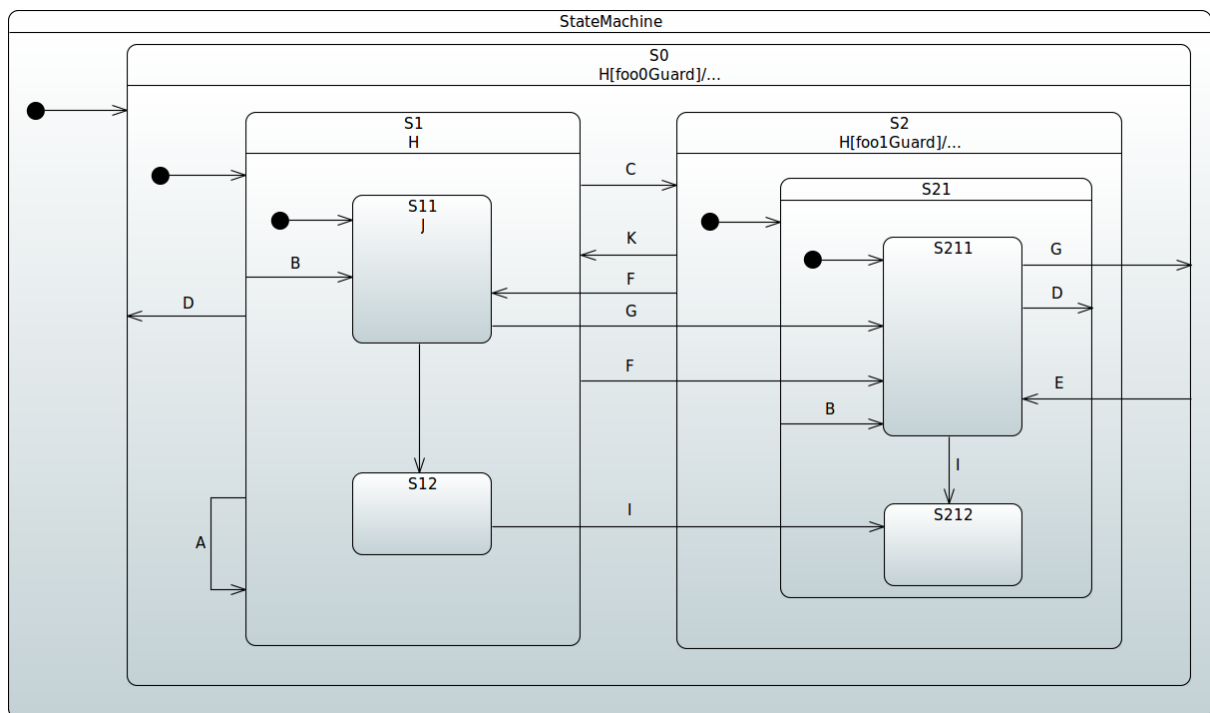 StateMachine
S0
H[foo0Guard]/...
S1
H
S2
H[foo1Guard]/...
C
S21
S11
J
K
S211
G
B
F
D
D
G
F
E
B
I
S12
I
S212
A